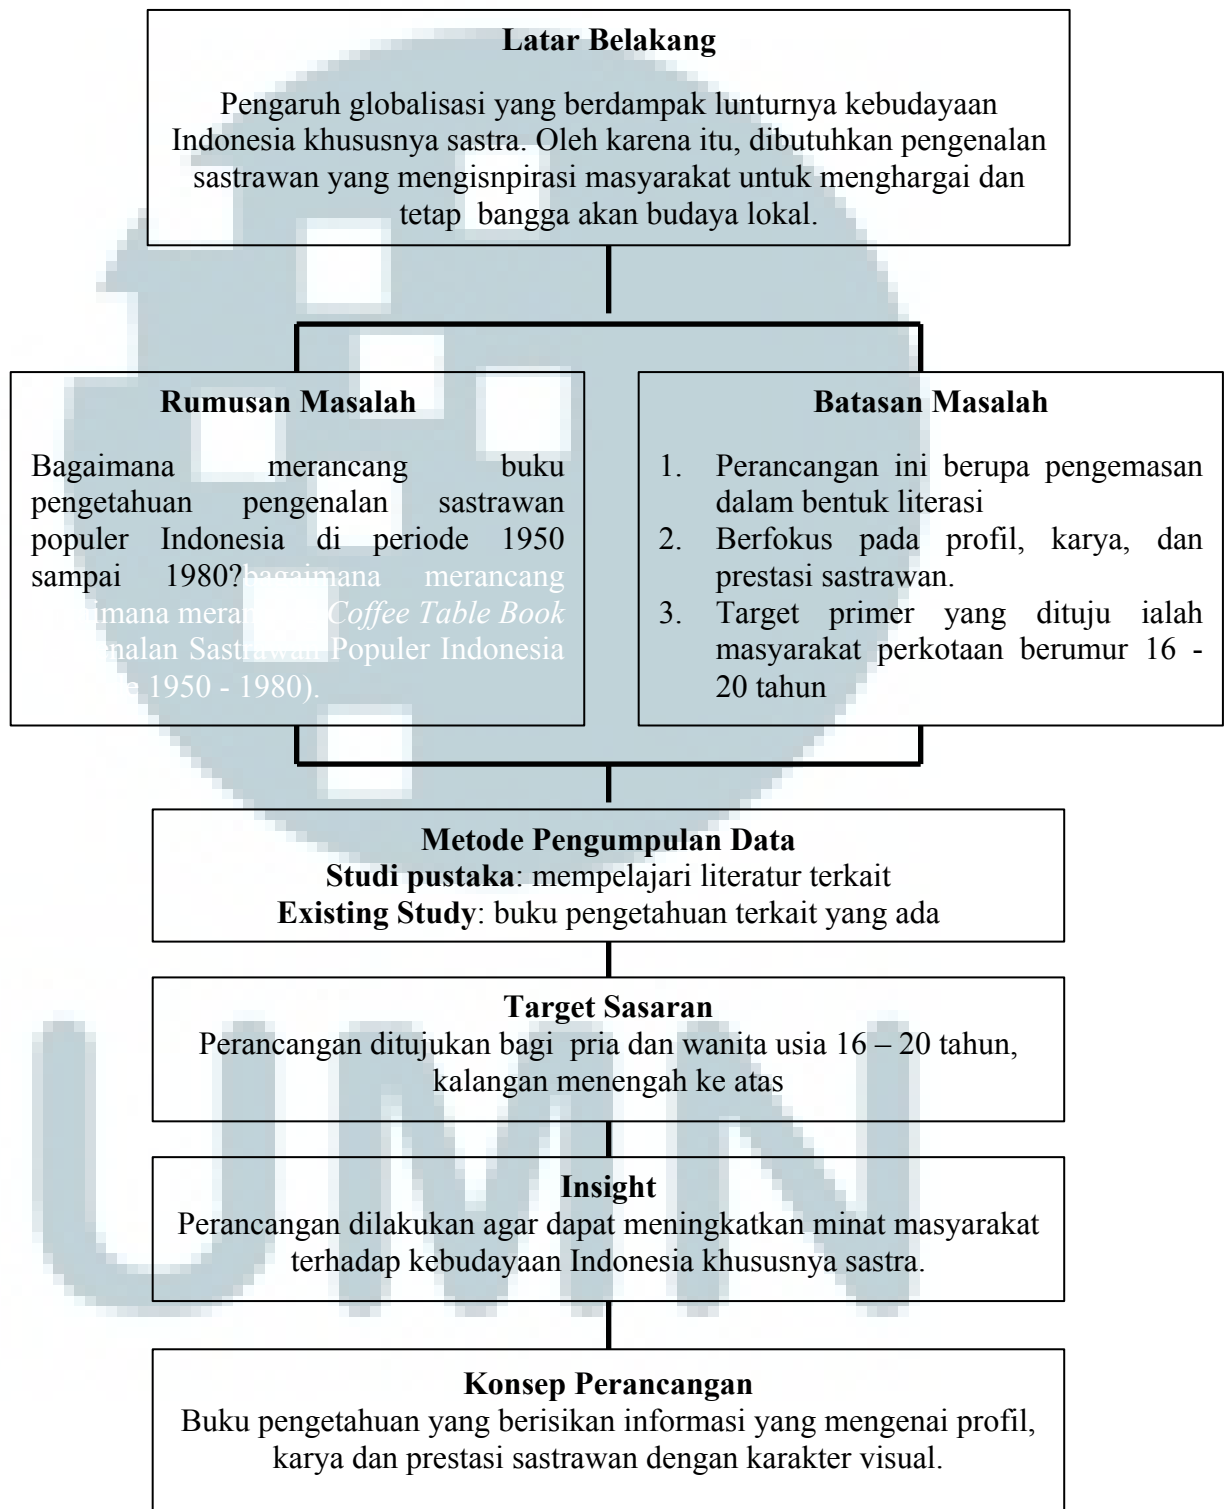 Latar Belakang
Pengaruh globalisasi yang berdampak lunturnya kebudayaan
Indonesia khususnya sastra. Oleh karena itu, dibutuhkan pengenalan
sastrawan yang mengisnpirasi masyarakat untuk menghargai dan
tetap bangga akan budaya lokal.
Rumusan Masalah
Bagaimana merancang buku
pengetahuan pengenalan sastrawan
populer Indonesia di periode 1950
sampai 1980?bagaimana merancang
imana meran Coffee Table Book
enalan Sastrawan Populer Indonesia
e 1950 - 1980).
Batasan Masalah
1. Perancangan ini berupa pengemasan
dalam bentuk literasi
2. Berfokus pada profil, karya, dan
prestasi sastrawan.
3. Target primer yang dituju ialah
masyarakat perkotaan berumur 16 -
20 tahun
Metode Pengumpulan Data
Studi pustaka: mempelajari literatur terkait
Existing Study: buku pengetahuan terkait yang ada
Target Sasaran
Perancangan ditujukan bagi pria dan wanita usia 16 – 20 tahun,
kalangan menengah ke atas
Insight
Perancangan dilakukan agar dapat meningkatkan minat masyarakat
terhadap kebudayaan Indonesia khususnya sastra.
UMN
Konsep Perancangan
Buku pengetahuan yang berisikan informasi yang mengenai profil,
karya dan prestasi sastrawan dengan karakter visual.